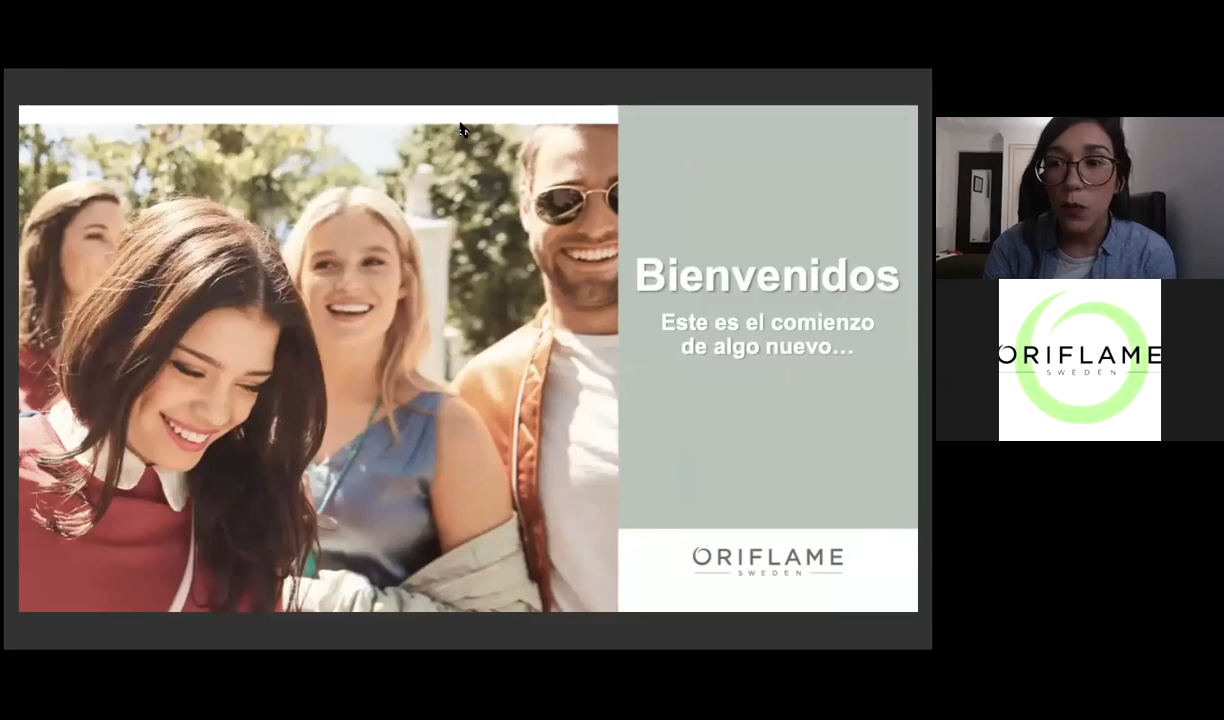 Bienvenidos
Este es el comienzo
de algo nuevo...
ORIFLAME
SWEDEN
ORIFLAME
SWEDEN